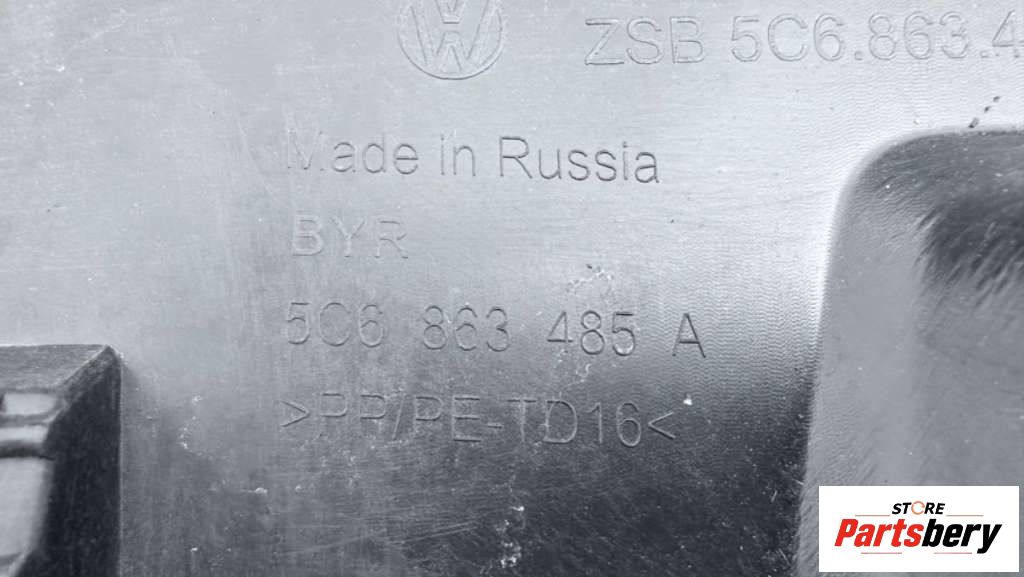 ZSB 5C6.863.4
Made in Russia
BYR
5C6 863 485 A
>PP/PE-TD16<
STORE
Partsbery